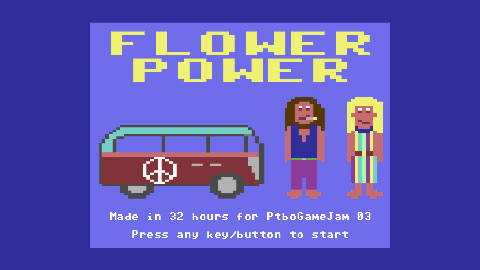 FLOWER
POWER
Made in 32 hours for PtboGameJam 03
Press any key/button to start